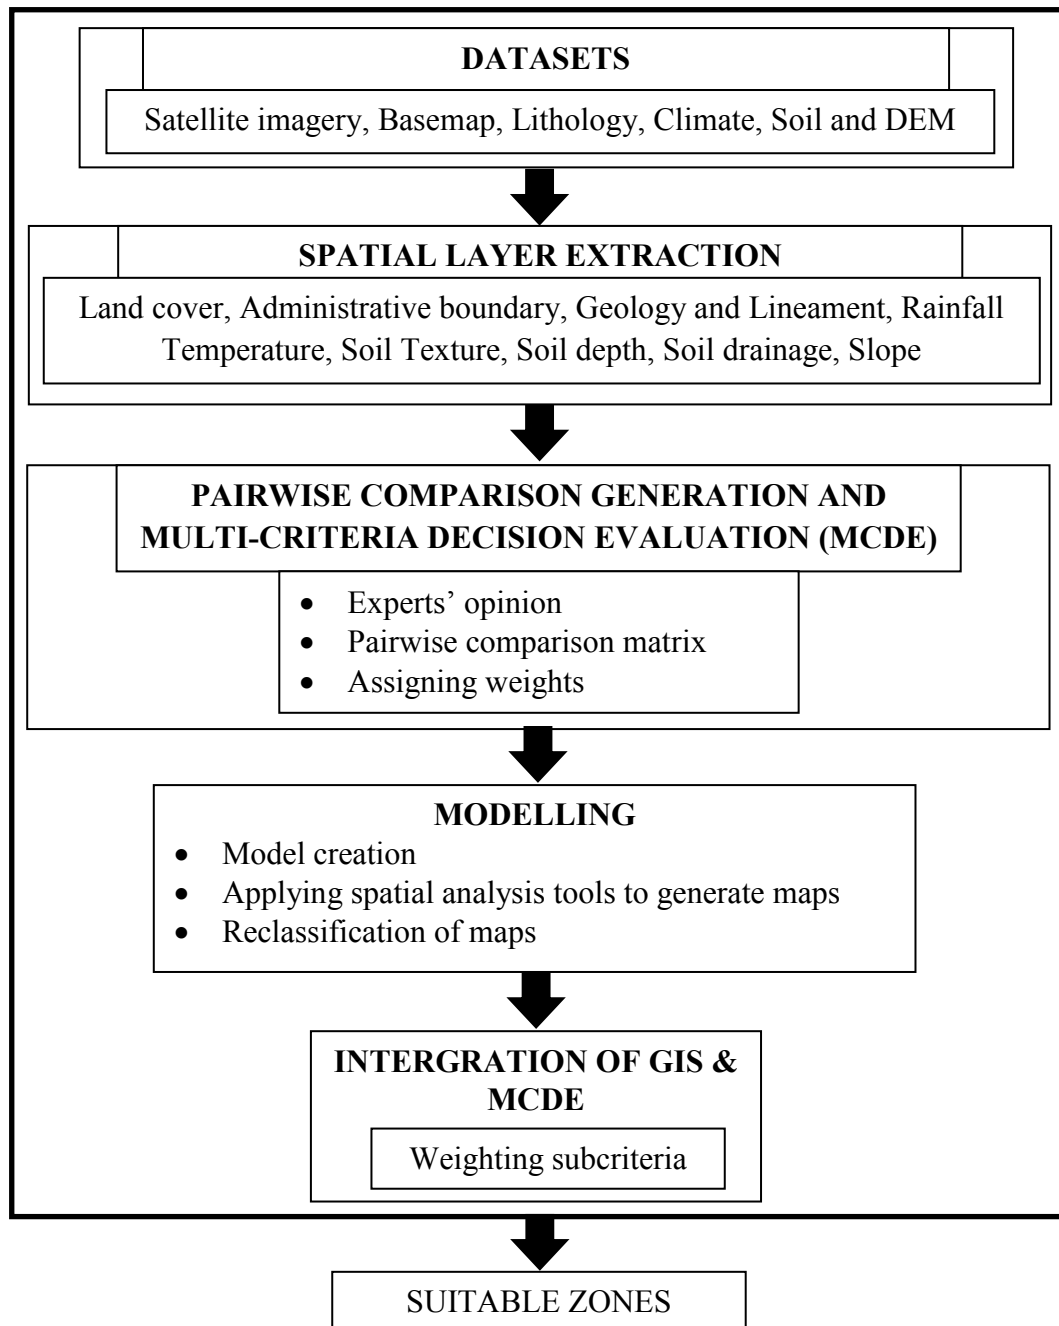 DATASETS
Satellite imagery, Basemap, Lithology, Climate, Soil and DEM
SPATIAL LAYER EXTRACTION
Land cover, Administrative boundary, Geology and Lineament, Rainfall
Temperature, Soil Texture, Soil depth, Soil drainage, Slope
PAIRWISE COMPARISON GENERATION AND
MULTI-CRITERIA DECISION EVALUATION (MCDE)
• Experts’ opinion
• Pairwise comparison matrix
• Assigning weights
MODELLING
• Model creation
• Applying spatial analysis tools to generate maps
• Reclassification of maps
INTERGRATION OF GIS &
MCDE
Weighting subcriteria
SUITABLE ZONES